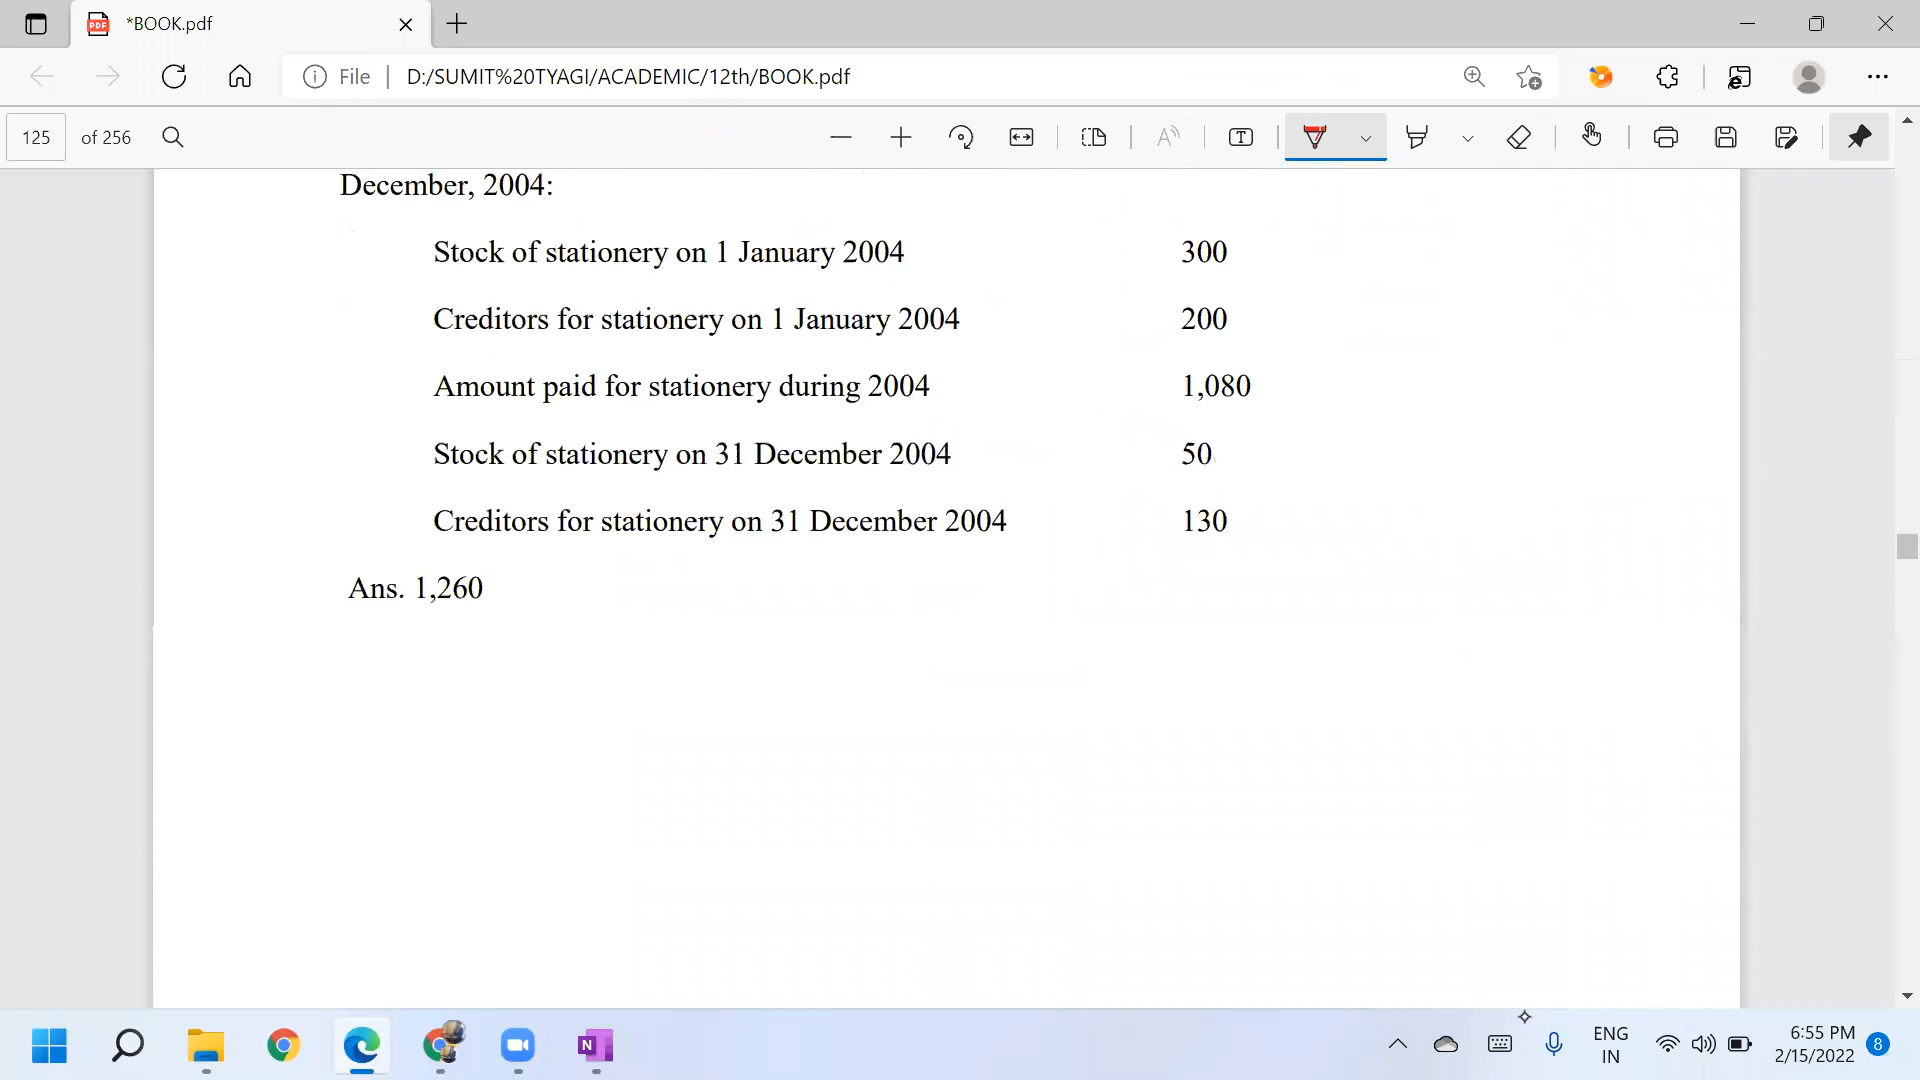 *BOOK.pdf
File D:/SUMIT%20TYAGI/ACADEMIC/12th/BOOK.pdf
125 of 256
December, 2004:
Stock of stationery on 1 January 2004 300
Creditors for stationery on 1 January 2004 200
Amount paid for stationery during 2004 1,080
Stock of stationery on 31 December 2004 50
Creditors for stationery on 31 December 2004 130
Ans. 1,260
ENG
IN
6:55 PM
2/15/2022
8